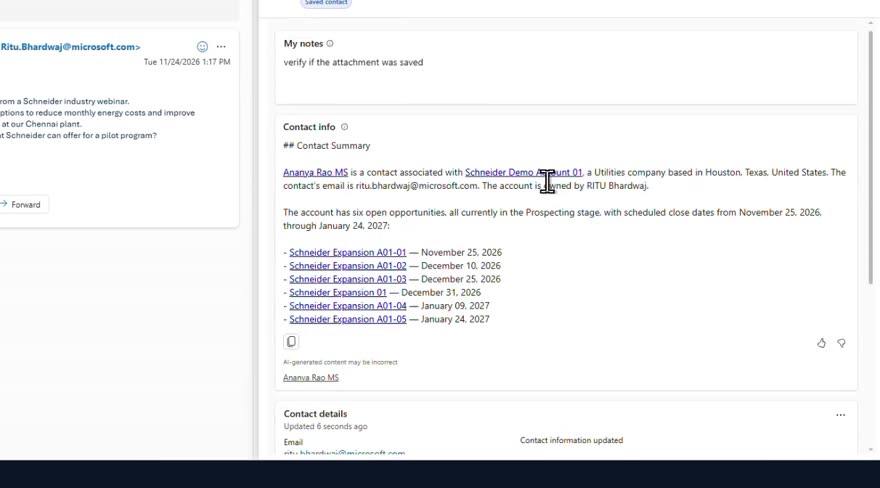 Saved contact
Ritu.Bhardwaj@microsoft.com>
Tue 11/24/2026 1:17 PM
rom a Schneider industry webinar.
ptions to reduce monthly energy costs and improve
at our Chennai plant.
t Schneider can offer for a pilot program?
Forward
My notes
verify if the attachment was saved
Contact info
## Contact Summary
Ananya Rao MS is a contact associated with Schneider Demo Account 01, a Utilities company based in Houston, Texas, United States. The
contact's email is ritu.bhardwaj@microsoft.com. The account is owned by RITU Bhardwaj.
The account has six open opportunities, all currently in the Prospecting stage, with scheduled close dates from November 25, 2026,
through January 24, 2027:
- Schneider Expansion A01-01 — November 25, 2026
- Schneider Expansion A01-02 — December 10, 2026
- Schneider Expansion A01-03 — December 25, 2026
- Schneider Expansion 01 — December 31, 2026
- Schneider Expansion A01-04 — January 09, 2027
- Schneider Expansion A01-05 — January 24, 2027
AI-generated content may be incorrect
Ananya Rao MS
Contact details
Updated 6 seconds ago
Email
Contact information updated
ritu.bhardwaj@microsoft.com